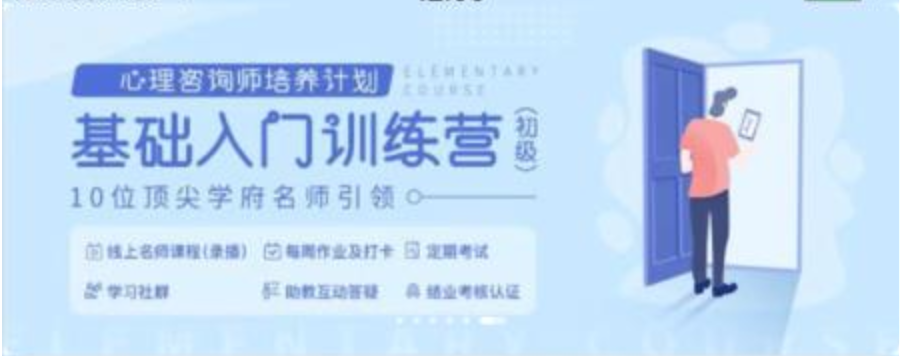 心理咨询师培养计划
ELEMENTARY
COURSE
基础入门训练营(初级)
10位顶尖学府名师引领
线上名师课程(录播) 每周作业及打卡 定期考试
学习社群 助教互动答疑 结业考核认证
ELEMENTARY COURSE